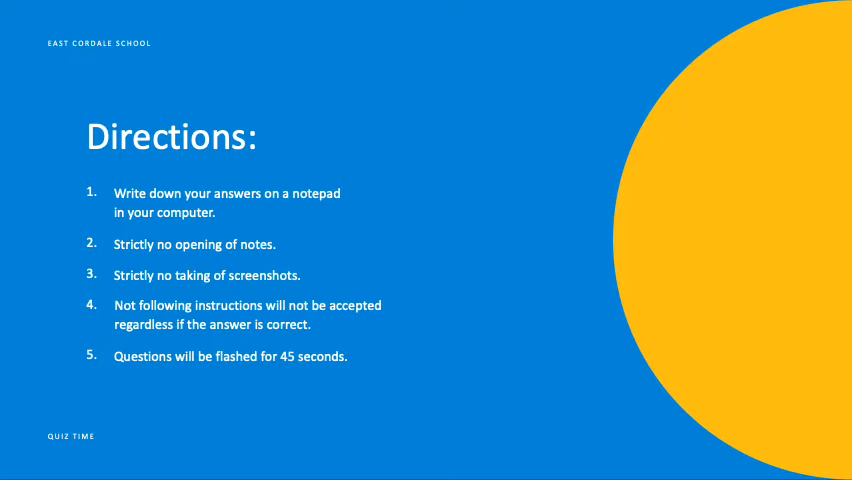 EAST CORDALE SCHOOL
Directions:
1. Write down your answers on a notepad
in your computer.
2. Strictly no opening of notes.
3. Strictly no taking of screenshots.
4. Not following instructions will not be accepted
regardless if the answer is correct.
5. Questions will be flashed for 45 seconds.
QUIZ TIME